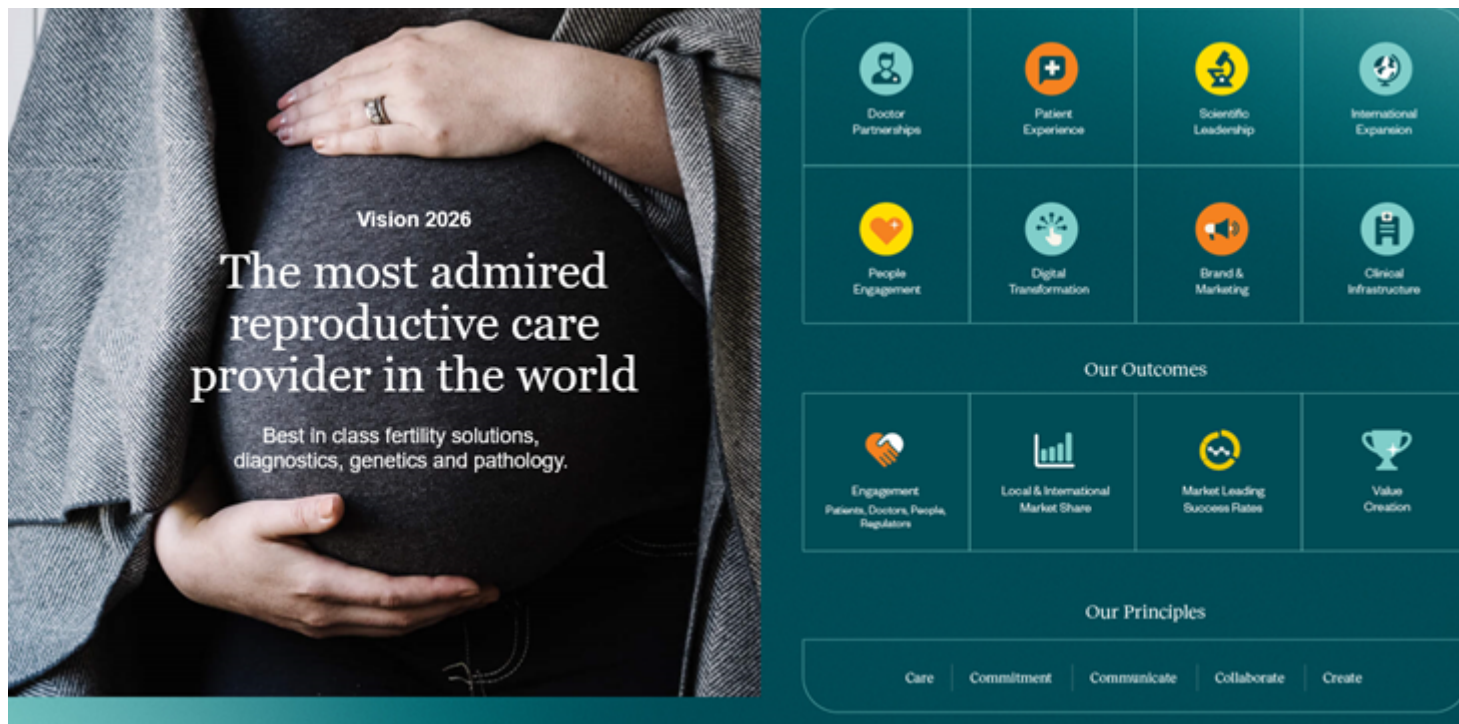 Vision 2026
The most admired
reproductive care
provider in the world
Best in class fertility solutions,
diagnostics, genetics and pathology.
Doctor
Partnerships
Patient
Experience
Scientific
Leadership
International
Expansion
People
Engagement
Digital
Transformation
Brand &
Marketing
Clinical
Infrastructure
Our Outcomes
Engagement
Patients, Doctors, People,
Regulators
Local & International
Market Share
Market Leading
Success Rates
Value
Creation
Our Principles
Care
Commitment
Communicate
Collaborate
Create